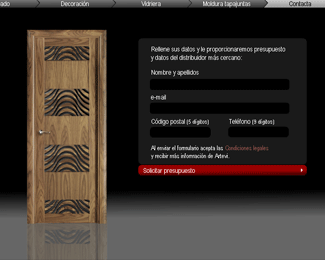 ado Decoración Vidriera Moldura tapajuntas Contacta
Rellene sus datos y le proporcionaremos presupuesto
y datos del distribuidor más cercano:
Nombre y apellidos
e-mail
Código postal (5 dígitos) Teléfono (9 dígitos)
Al enviar el formulario acepta las Condiciones legales.
y recibir más información de Artevi.
Solicitar presupuesto